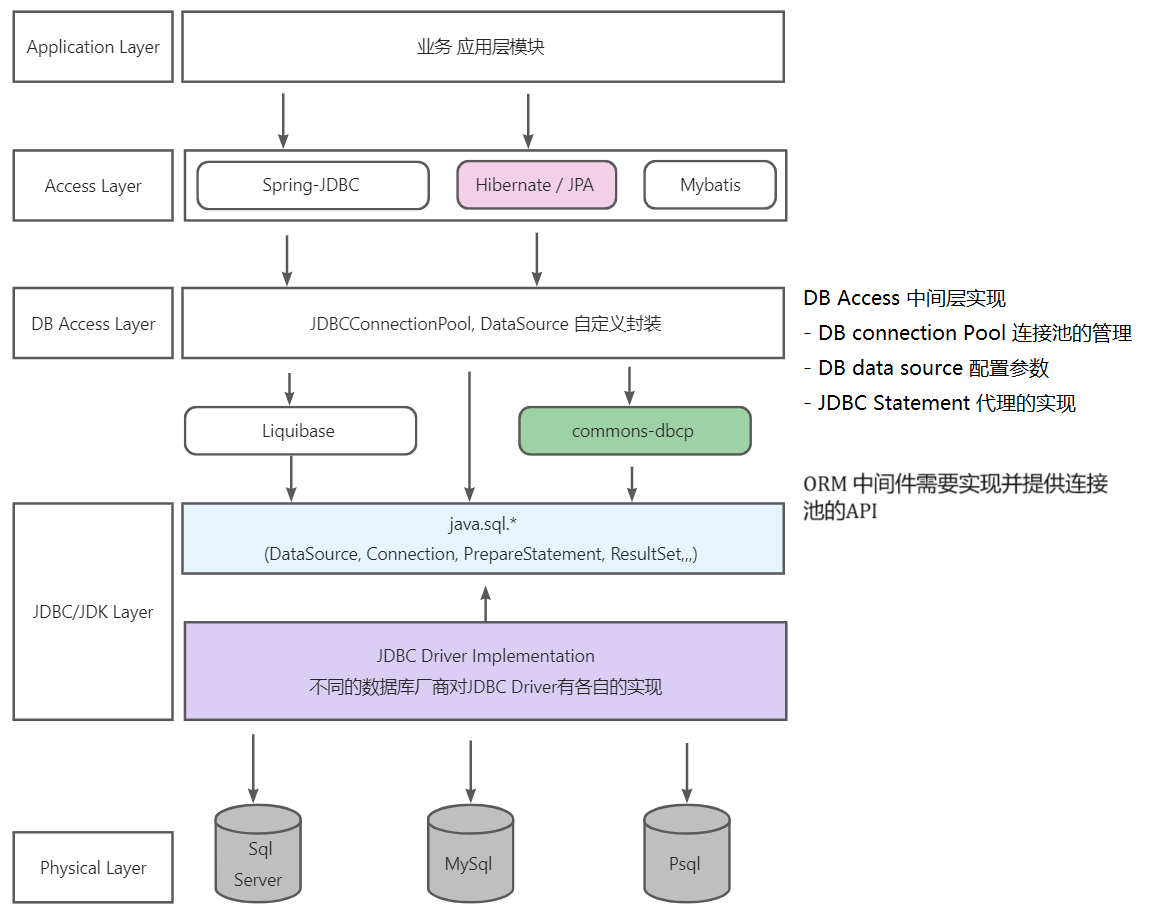 Application Layer
业务 应用层模块
Access Layer
Spring-JDBC
Hibernate / JPA
Mybatis
DB Access Layer
JDBCConnectionPool, DataSource 自定义封装
DB Access 中间层实现
- DB connection Pool 连接池的管理
- DB data source 配置参数
- JDBC Statement 代理的实现
Liquibase
commons-dbcp
ORM 中间件需要实现并提供连接
池的API
JDBC/JDK Layer
java.sql.*
(DataSource, Connection, PrepareStatement, ResultSet,,,)
JDBC Driver Implementation
不同的数据库厂商对JDBC Driver有各自的实现
Physical Layer
Sql
Server
MySql
Psql